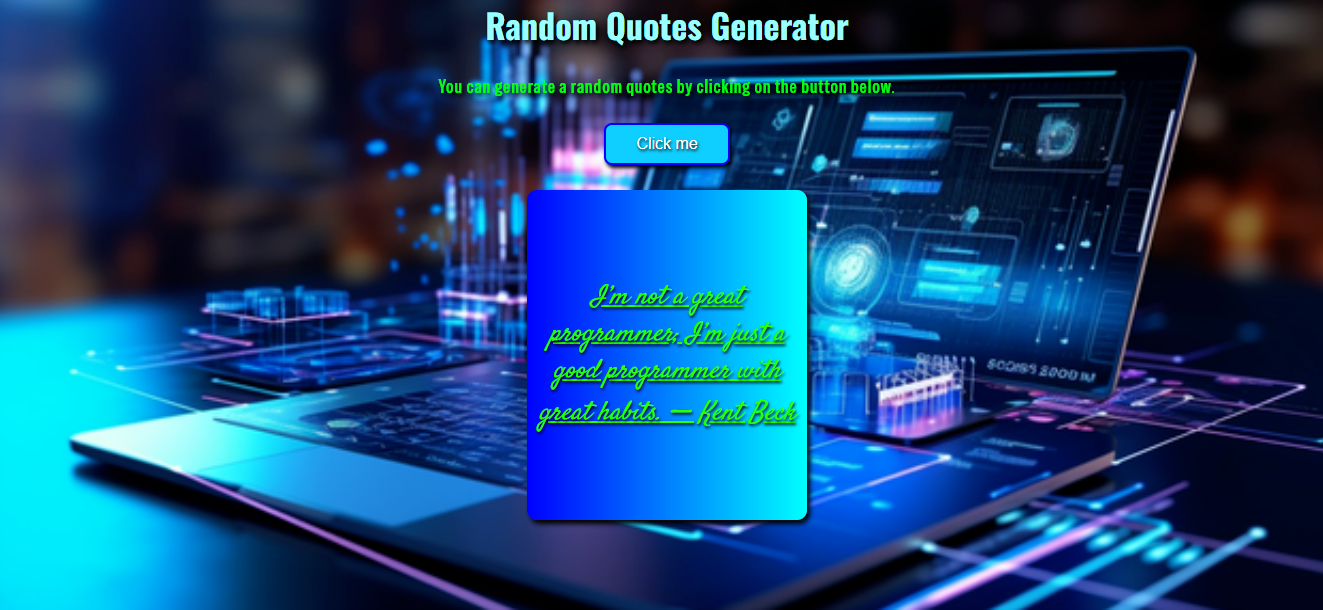 Random Quotes Generator
You can generate a random quotes by clicking on the button below.
Click me
I'm not a great
programmer; I'm just a
good programmer with
great habits. — Kent Beck